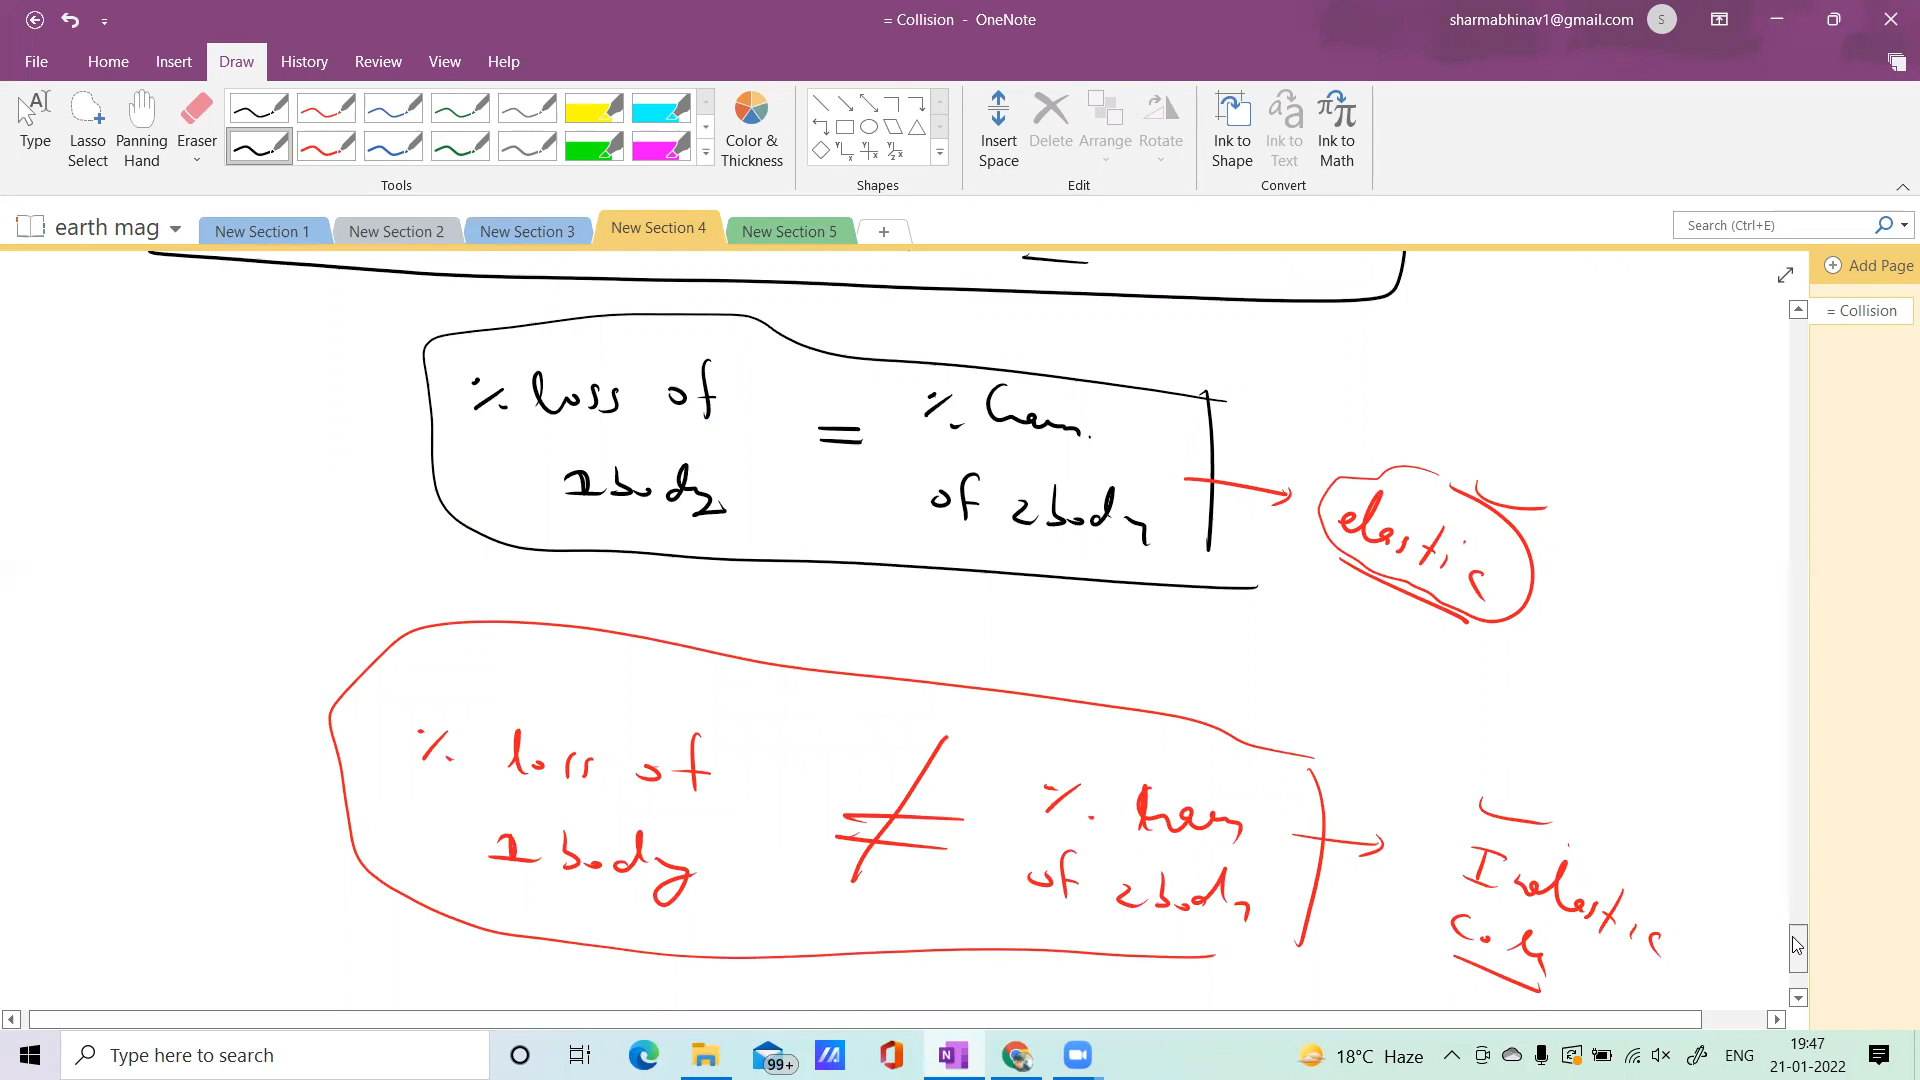 = Collision - OneNote
sharmabhinav1@gmail.com
S
File Home Insert Draw History Review View Help
Type
Lasso Select
Panning Hand
Eraser
Color & Thickness
Insert Space
Delete
Arrange
Rotate
Ink to Shape
Ink to Text
Ink to Math
Tools
Shapes
Edit
Convert
earth mag
New Section 1
New Section 2
New Section 3
New Section 4
New Section 5
+
Search (Ctrl+E)
Add Page
= Collision
% loss of
1 body
=
%
of 2 body
elastic
% loss of
1 body
≠
%
of 2 body
Inelastic
Type here to search
99+
18°C Haze
ENG
19:47
21-01-2022